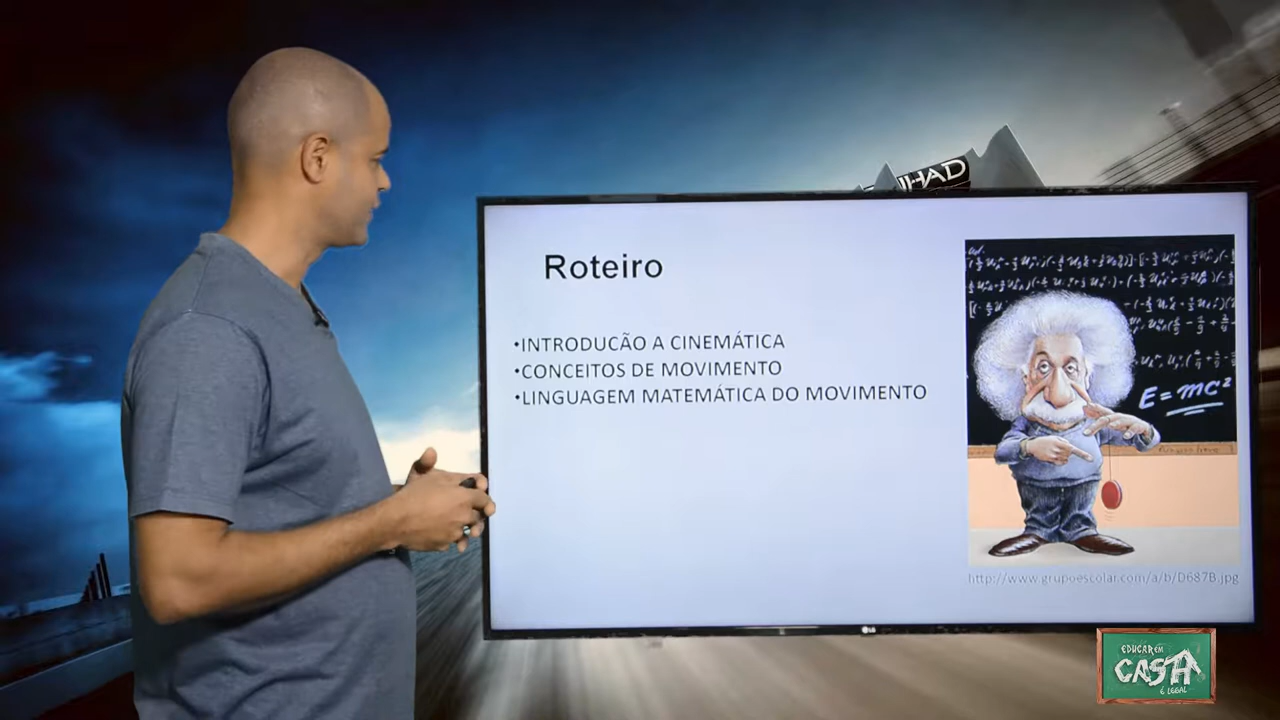 IHAD
Roteiro
•INTRODUCÃO A CINEMÁTICA
•CONCEITOS DE MOVIMENTO
•LINGUAGEM MATEMÁTICA DO MOVIMENTO
E = mc²
http://www.grupoescolar.com/a/b/D687B.jpg
LG
EDUCAR EM
CASA
É LEGAL